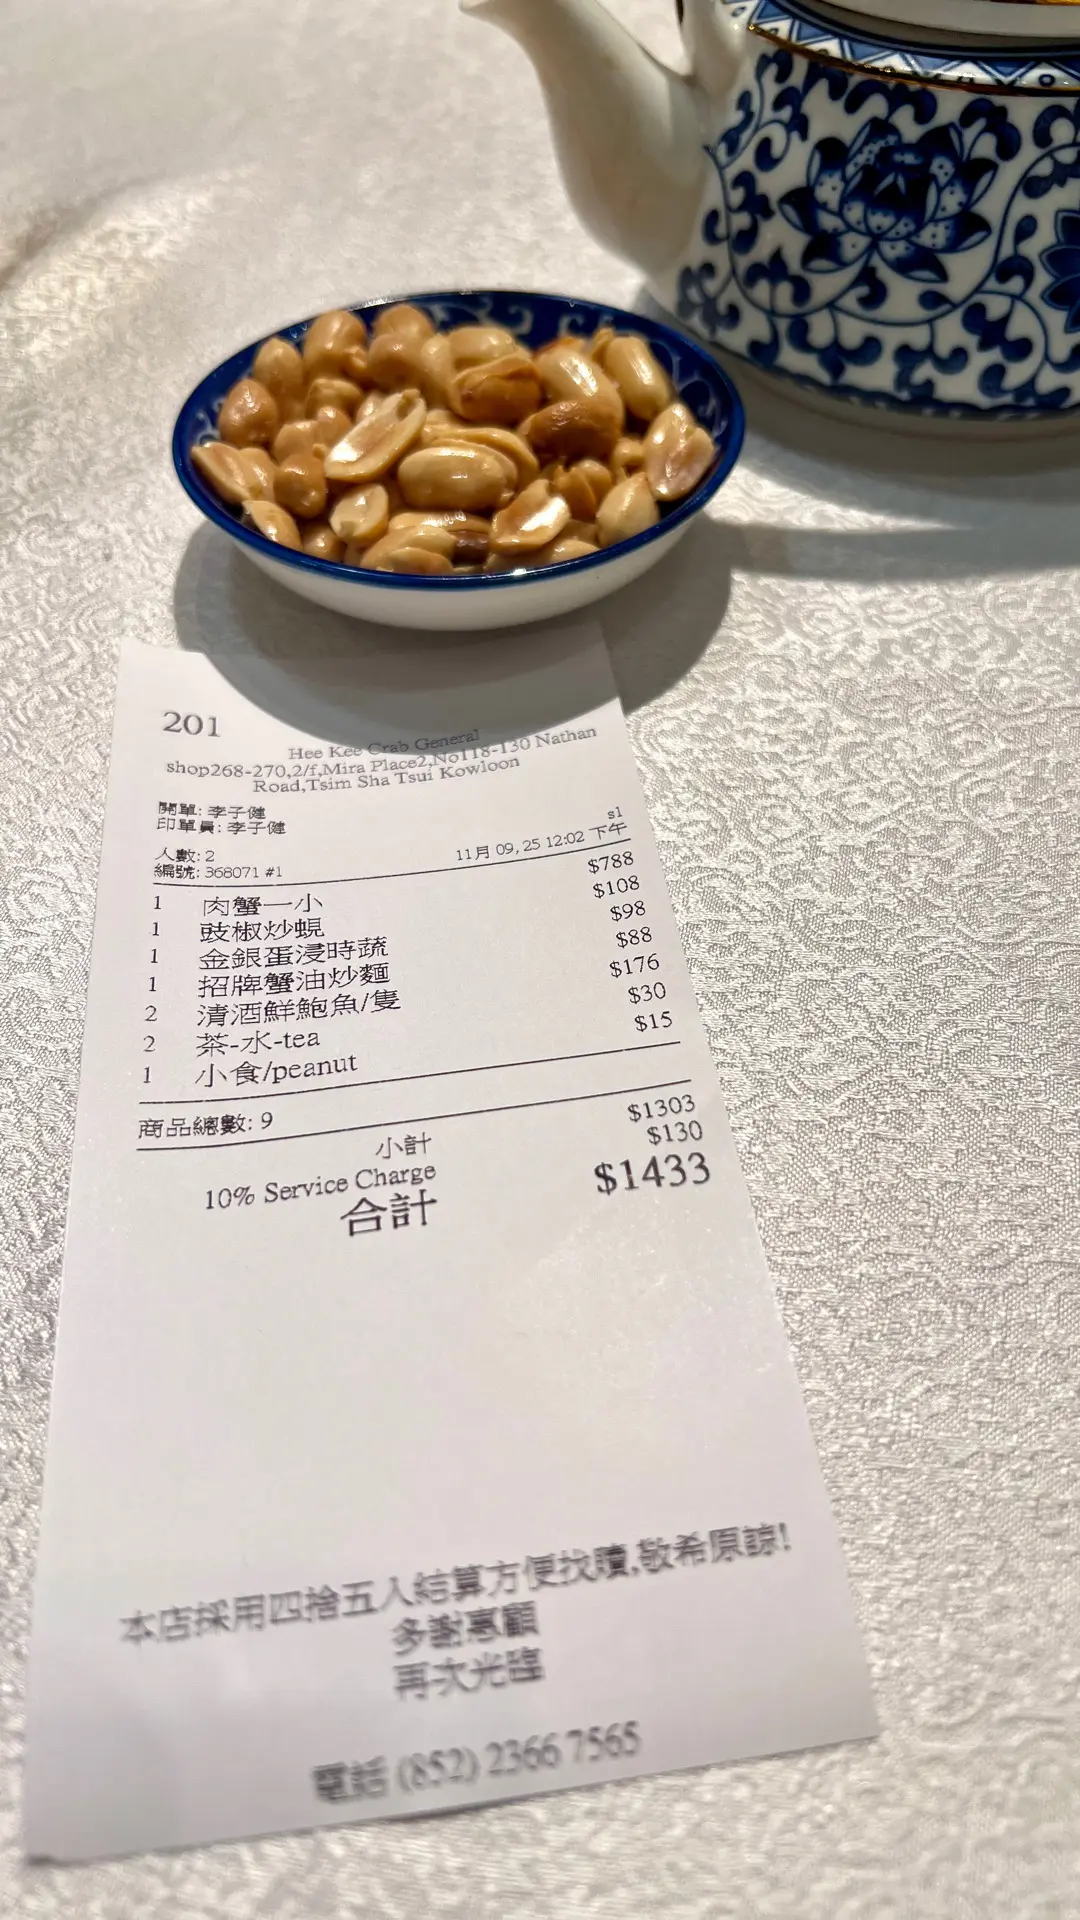 201
Hee Kee Crab General
shop268-270,2/f,Mira Place2,No118-130 Nathan
Road,Tsim Sha Tsui Kowloon
開單: 李子健
印單員: 李子健
s1
人數: 2
11月 09, 25 12:02 下午
編號: 368071 #1
1 肉蟹一小 $788
1 豉椒炒蜆 $108
1 金銀蛋浸時蔬 $98
1 招牌蟹油炒麵 $88
2 清酒鮮鮑魚/隻 $176
2 茶-水-tea $30
1 小食/peanut $15
商品總數: 9
小計 $1303
10% Service Charge $130
合計 $1433
本店採用四捨五入結算方便找贖,敬希原諒!
多謝惠顧
再次光臨
電話 (852) 2366 7565